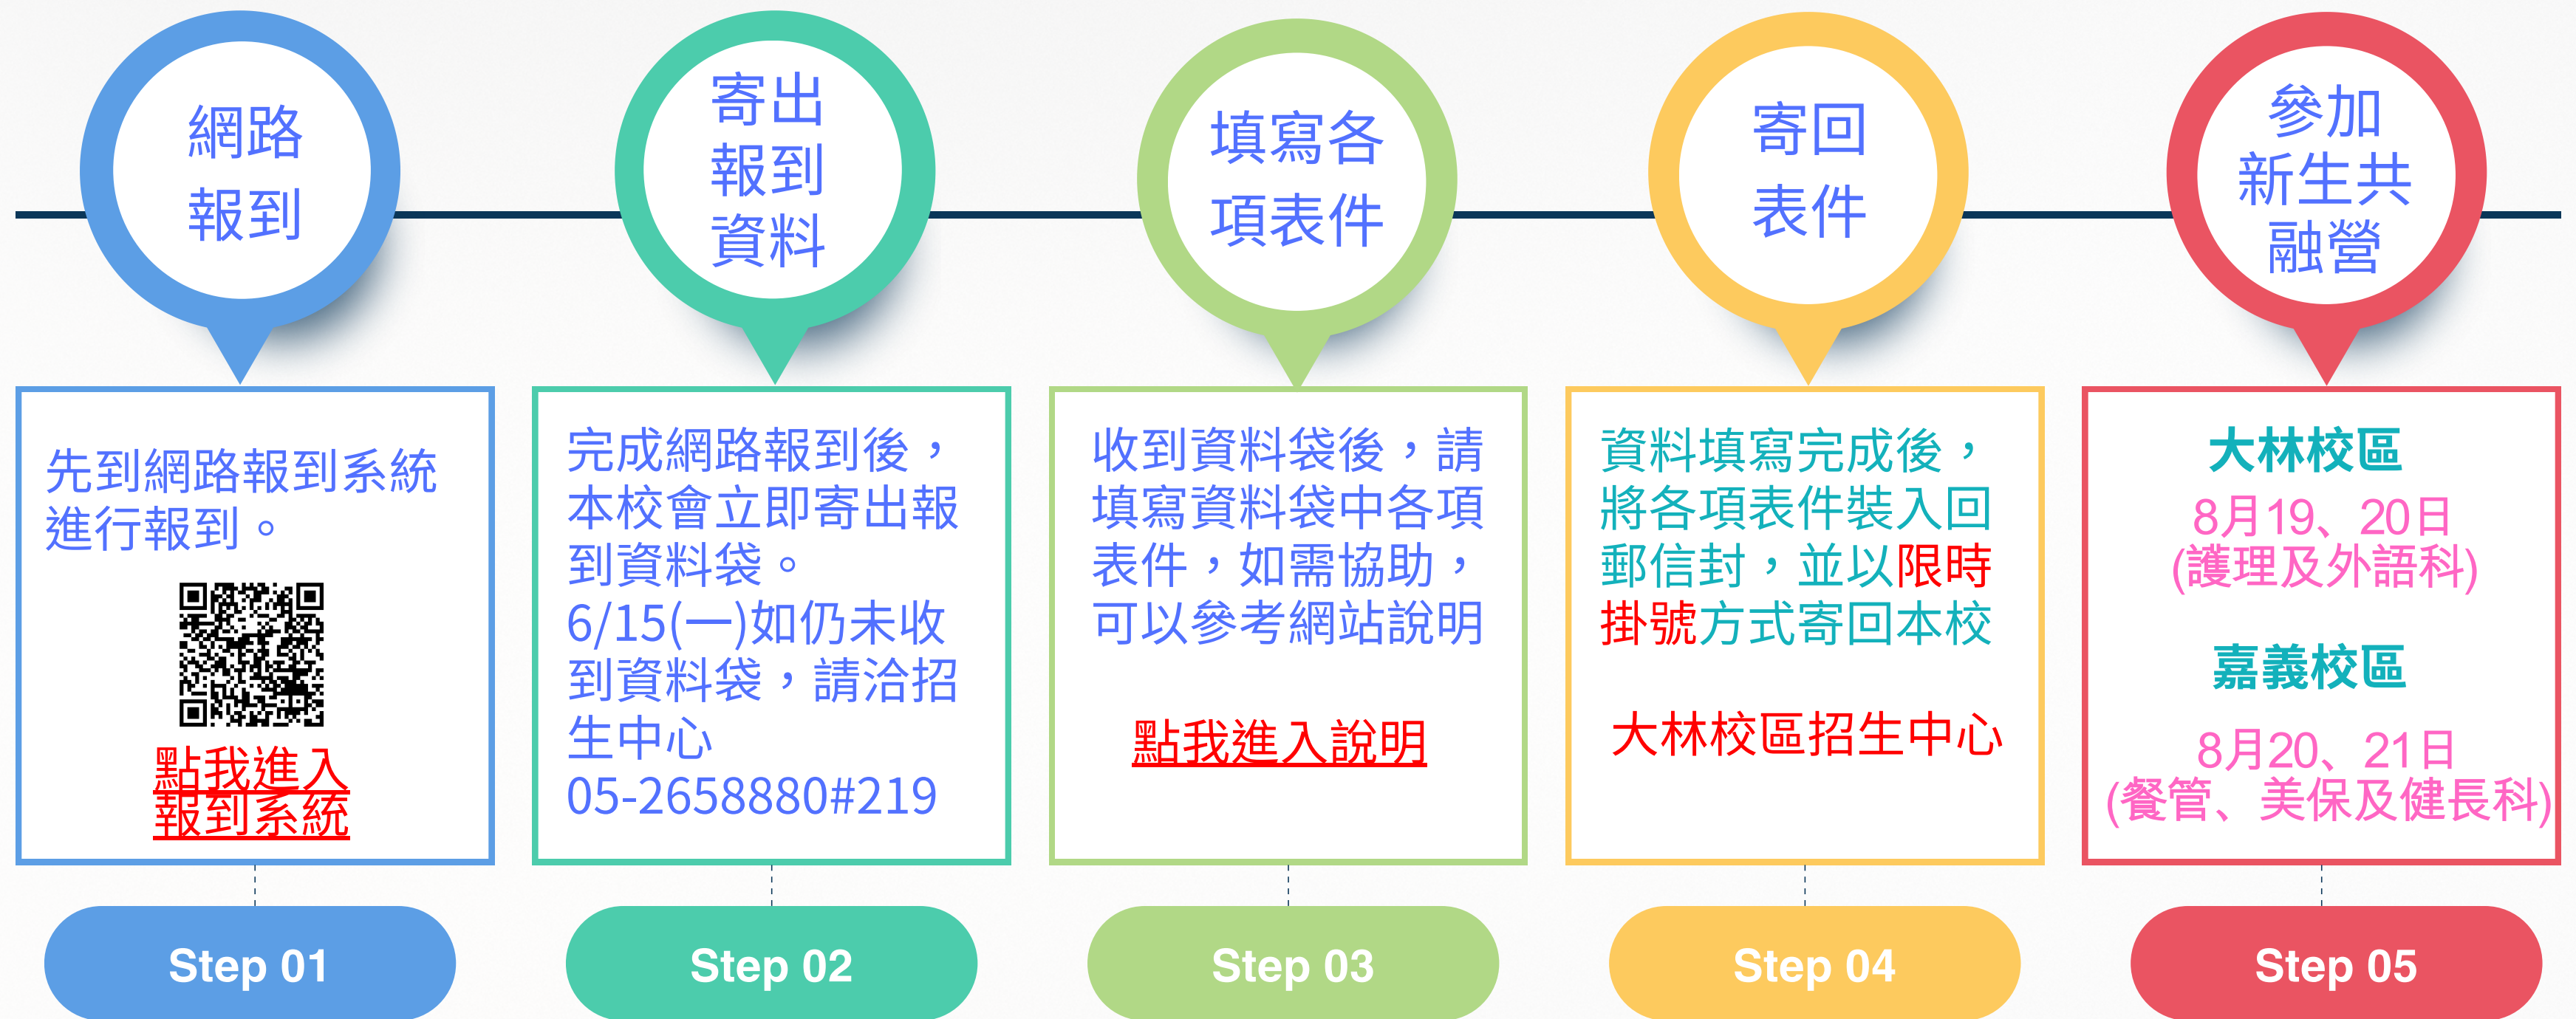 網路
報到
先到網路報到系統
進行報到。
點我進入
報到系統
Step 01
寄出
報到
資料
完成網路報到後，
本校會立即寄出報
到資料袋。
6/15(一)如仍未收
到資料袋，請洽招
生中心
05-2658880#219
Step 02
填寫各
項表件
收到資料袋後，請
填寫資料袋中各項
表件，如需協助，
可以參考網站說明
點我進入說明
Step 03
寄回
表件
資料填寫完成後，
將各項表件裝入回
郵信封，並以限時
掛號方式寄回本校
大林校區招生中心
Step 04
參加
新生共
融營
大林校區
8月19、20日
(護理及外語科)
嘉義校區
8月20、21日
(餐管、美保及健長科)
Step 05